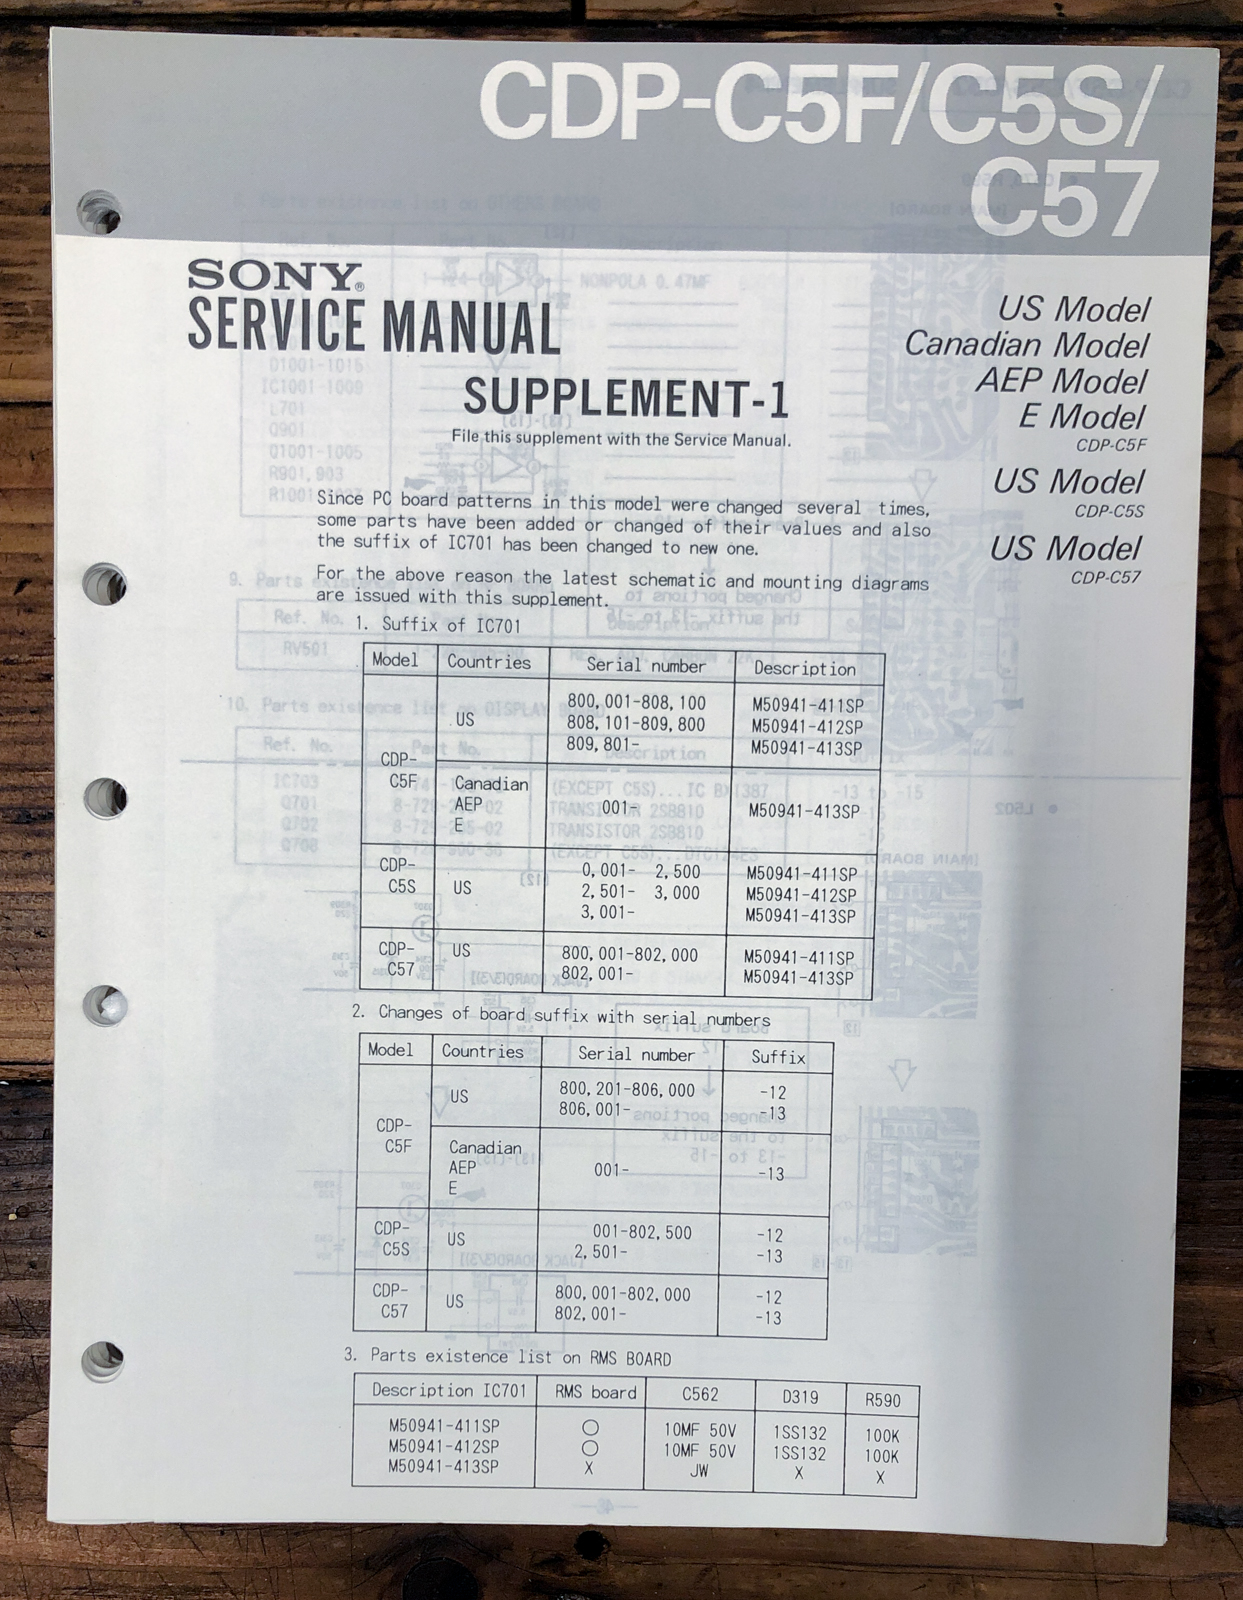 CDP-C5F/C5S/
C57
SONY®
SERVICE MANUAL
US Model
Canadian Model
AEP Model
E Model
CDP-C5F
US Model
CDP-C5S
US Model
CDP-C57
SUPPLEMENT-1
File this supplement with the Service Manual.
Since PC board patterns in this model were changed several times,
some parts have been added or changed of their values and also
the suffix of IC701 has been changed to new one.
For the above reason the latest schematic and mounting diagrams
are issued with this supplement.
1. Suffix of IC701
Model Countries Serial number Description
CDP-C5F US 800,001-808,100 M50941-411SP
808,101-809,800 M50941-412SP
809,801- M50941-413SP
Canadian
AEP 001- M50941-413SP
E
CDP-C5S US 0,001- 2,500 M50941-411SP
2,501- 3,000 M50941-412SP
3,001- M50941-413SP
CDP-C57 US 800,001-802,000 M50941-411SP
802,001- M50941-413SP
2. Changes of board suffix with serial numbers
Model Countries Serial number Suffix
CDP-C5F US 800,201-806,000 -12
806,001- -13
Canadian
AEP 001- -13
E
CDP-C5S US 001-802,500 -12
2,501- -13
CDP-C57 US 800,001-802,000 -12
802,001- -13
3. Parts existence list on RMS BOARD
Description IC701 RMS board C562 D319 R590
M50941-411SP ○ 10MF 50V 1SS132 100K
M50941-412SP ○ 10MF 50V 1SS132 100K
M50941-413SP X JW X X